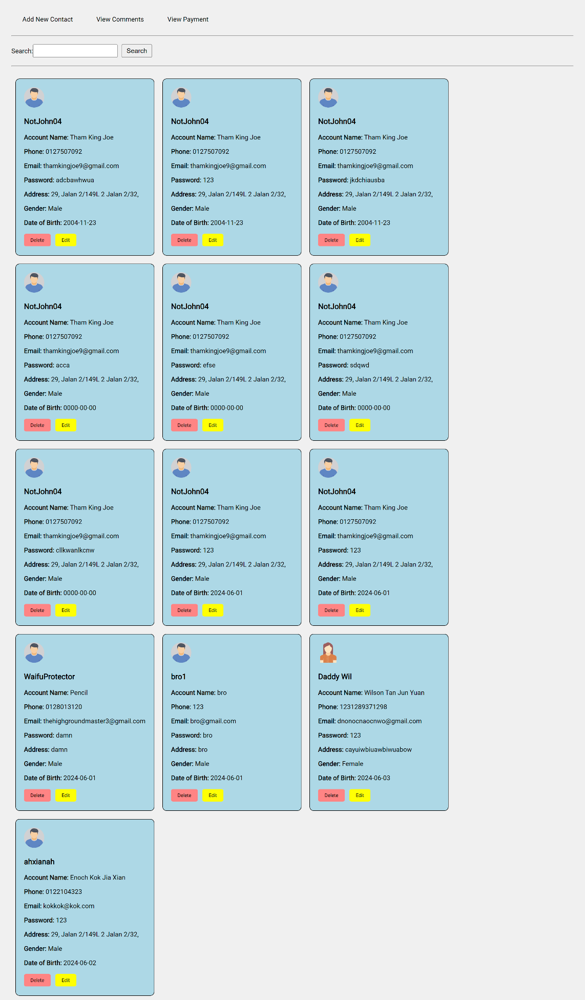 Add New Contact View Comments View Payment
Search: Search
NotJohn04
Account Name: Tham King Joe
Phone: 0127507092
Email: thamkingjoe9@gmail.com
Password: adcbawhwua
Address: 29, Jalan 2/149L 2 Jalan 2/32,
Gender: Male
Date of Birth: 2004-11-23
Delete Edit
NotJohn04
Account Name: Tham King Joe
Phone: 0127507092
Email: thamkingjoe9@gmail.com
Password: 123
Address: 29, Jalan 2/149L 2 Jalan 2/32,
Gender: Male
Date of Birth: 2004-11-23
Delete Edit
NotJohn04
Account Name: Tham King Joe
Phone: 0127507092
Email: thamkingjoe9@gmail.com
Password: jkdchiausba
Address: 29, Jalan 2/149L 2 Jalan 2/32,
Gender: Male
Date of Birth: 2004-11-23
Delete Edit
NotJohn04
Account Name: Tham King Joe
Phone: 0127507092
Email: thamkingjoe9@gmail.com
Password: acca
Address: 29, Jalan 2/149L 2 Jalan 2/32,
Gender: Male
Date of Birth: 0000-00-00
Delete Edit
NotJohn04
Account Name: Tham King Joe
Phone: 0127507092
Email: thamkingjoe9@gmail.com
Password: efse
Address: 29, Jalan 2/149L 2 Jalan 2/32,
Gender: Male
Date of Birth: 0000-00-00
Delete Edit
NotJohn04
Account Name: Tham King Joe
Phone: 0127507092
Email: thamkingjoe9@gmail.com
Password: sdqwd
Address: 29, Jalan 2/149L 2 Jalan 2/32,
Gender: Male
Date of Birth: 0000-00-00
Delete Edit
NotJohn04
Account Name: Tham King Joe
Phone: 0127507092
Email: thamkingjoe9@gmail.com
Password: cllkwanlkcnw
Address: 29, Jalan 2/149L 2 Jalan 2/32,
Gender: Male
Date of Birth: 0000-00-00
Delete Edit
NotJohn04
Account Name: Tham King Joe
Phone: 0127507092
Email: thamkingjoe9@gmail.com
Password: 123
Address: 29, Jalan 2/149L 2 Jalan 2/32,
Gender: Male
Date of Birth: 2024-06-01
Delete Edit
NotJohn04
Account Name: Tham King Joe
Phone: 0127507092
Email: thamkingjoe9@gmail.com
Password: 123
Address: 29, Jalan 2/149L 2 Jalan 2/32,
Gender: Male
Date of Birth: 2024-06-01
Delete Edit
WaifuProtector
Account Name: Pencil
Phone: 0128013120
Email: thehighgroundmaster3@gmail.com
Password: damn
Address: damn
Gender: Male
Date of Birth: 2024-06-01
Delete Edit
bro1
Account Name: bro
Phone: 123
Email: bro@gmail.com
Password: bro
Address: bro
Gender: Male
Date of Birth: 2024-06-01
Delete Edit
Daddy Wil
Account Name: Wilson Tan Jun Yuan
Phone: 1231289371298
Email: dnonocnaocnwo@gmail.com
Password: 123
Address: cayuiwbiuawbiwuabow
Gender: Female
Date of Birth: 2024-06-03
Delete Edit
ahxianah
Account Name: Enoch Kok Jia Xian
Phone: 0122104323
Email: kokkok@kok.com
Password: 123
Address: 29, Jalan 2/149L 2 Jalan 2/32,
Gender: Male
Date of Birth: 2024-06-02
Delete Edit